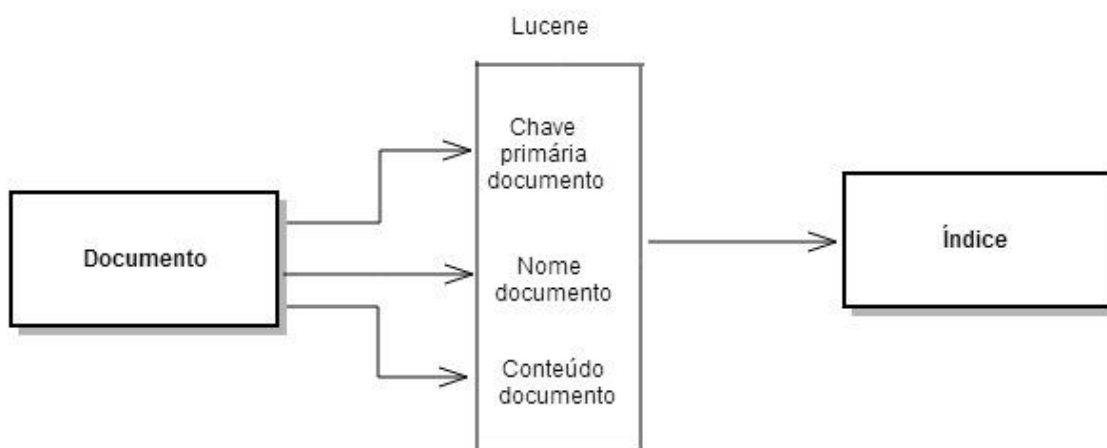 Lucene
Documento
Chave
primária
documento
Nome
documento
Conteúdo
documento
Índice